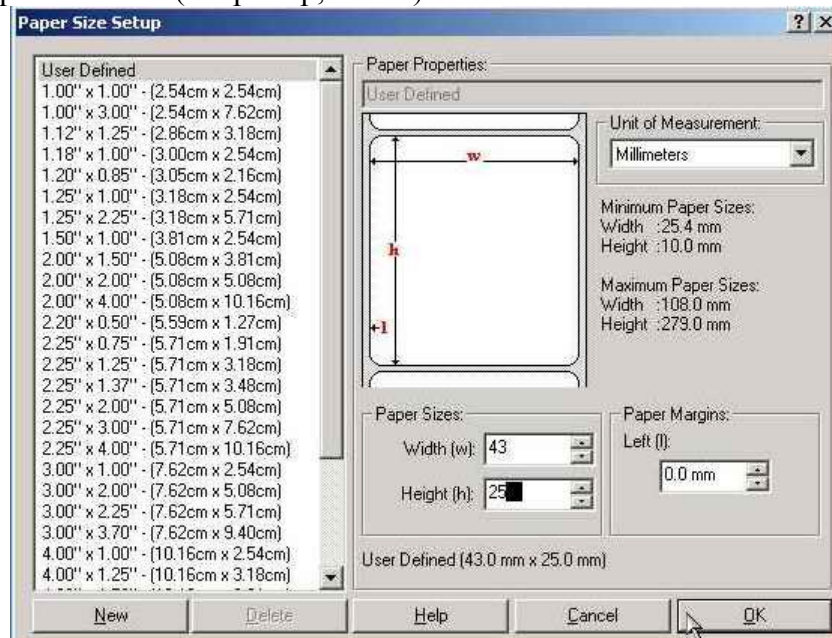 Paper Size Setup
User Defined
1.00" x 1.00" - (2.54cm x 2.54cm)
1.00" x 3.00" - (2.54cm x 7.62cm)
1.12" x 1.25" - (2.86cm x 3.18cm)
1.18" x 1.00" - (3.00cm x 2.54cm)
1.20" x 0.85" - (3.05cm x 2.16cm)
1.25" x 1.00" - (3.18cm x 2.54cm)
1.25" x 2.25" - (3.18cm x 5.71cm)
1.50" x 1.00" - (3.81cm x 2.54cm)
2.00" x 1.50" - (5.08cm x 3.81cm)
2.00" x 2.00" - (5.08cm x 5.08cm)
2.00" x 4.00" - (5.08cm x 10.16cm)
2.20" x 0.50" - (5.59cm x 1.27cm)
2.25" x 0.75" - (5.71cm x 1.91cm)
2.25" x 1.25" - (5.71cm x 3.18cm)
2.25" x 1.37" - (5.71cm x 3.48cm)
2.25" x 2.00" - (5.71cm x 5.08cm)
2.25" x 3.00" - (5.71cm x 7.62cm)
2.25" x 4.00" - (5.71cm x 10.16cm)
3.00" x 1.00" - (7.62cm x 2.54cm)
3.00" x 2.00" - (7.62cm x 5.08cm)
3.00" x 2.25" - (7.62cm x 5.71cm)
3.00" x 3.70" - (7.62cm x 9.40cm)
4.00" x 1.00" - (10.16cm x 2.54cm)
4.00" x 1.25" - (10.16cm x 3.18cm)
Paper Properties:
User Defined
w
h
l
Unit of Measurement:
Millimeters
Minimum Paper Sizes:
Width :25.4 mm
Height :10.0 mm
Maximum Paper Sizes:
Width :108.0 mm
Height :279.0 mm
Paper Sizes:
Width (w): 43
Height (h): 25
Paper Margins:
Left (l):
0.0 mm
User Defined (43.0 mm x 25.0 mm)
New
Delete
Help
Cancel
OK